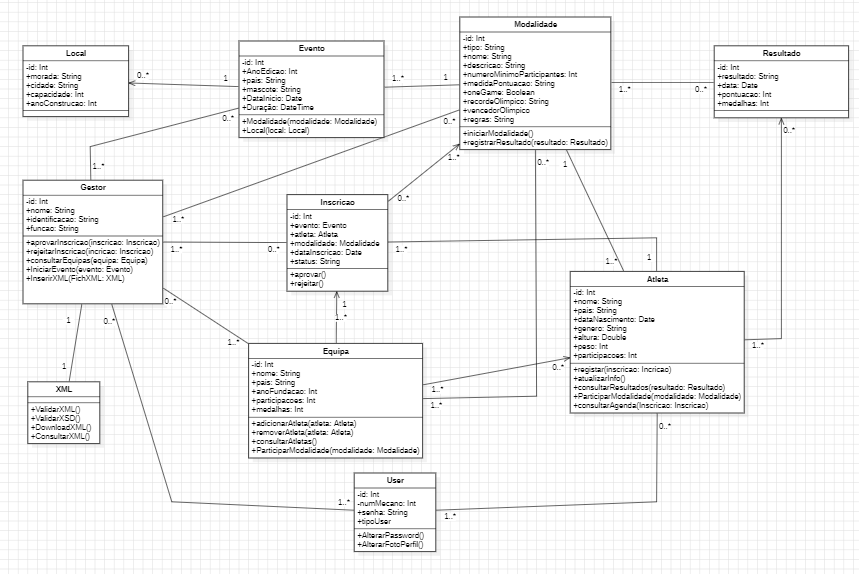 Local
-id: Int
+morada: String
+cidade: String
+capacidade: Int
+anoConstrucao: Int
Evento
-id: Int
+AnoEdicao: Int
+pais: String
+mascote: String
+DataInicio: Date
+Duração: DateTime
+Modalidade(modalidade: Modalidade)
+Local(local: Local)
Modalidade
-id: Int
+tipo: String
+nome: String
+descricao: String
+numeroMinimoParticipantes: Int
+medidaPontuacao: String
+oneGame: Boolean
+recordeOlimpico: String
+vencedorOlimpico
+regras: String
+iniciarModalidade()
+registrarResultado(resultado: Resultado)
Resultado
-id: Int
+resultado: String
+data: Date
+pontuacao: Int
+medalhas: Int
0..*
1
1..*
1
1..*
0..*
0..*
0..*
0..*
1..*
1..*
0..*
1
1..*
0..*
1..*
Gestor
-id: Int
+nome: String
+identificacao: String
+funcao: String
+aprovarInscricao(inscricao: Inscricao)
+rejeitarInscricao(incricao: Inscricao)
+consultarEquipas(equipa: Equipa)
+IniciarEvento(evento: Evento)
+InserirXML(FichXML: XML)
Inscricao
-id: Int
+evento: Evento
+atleta: Atleta
+modalidade: Modalidade
+dataInscricao: Date
+status: String
+aprovar()
+rejeitar()
1..*
0..*
1..*
1
1..*
Atleta
-id: Int
+nome: String
+pais: String
+dataNascimento: Date
+genero: String
+altura: Double
+peso: Int
+participacoes: Int
+registar(inscricao: Incricao)
+atualizarInfo()
+consultarResultados(resultado: Resultado)
+ParticiparModalidade(modalidade: Modalidade)
+consultarAgenda(Inscricao: Inscricao)
0..*
1
1..*
1
0..*
1..*
1..*
0..*
1..*
1..*
1
Equipa
-id: Int
+nome: String
+pais: String
+anoFundacao: Int
+participacoes: Int
+medalhas: Int
+adicionarAtleta(atleta: Atleta)
+removerAtleta(atleta: Atleta)
+consultarAtletas()
+ParticiparModalidade(modalidade: Modalidade)
XML
+ValidarXML()
+ValidarXSD()
+DownloadXML()
+ConsultarXML()
0..*
User
-id: Int
-numMecano: Int
+senha: String
+tipoUser
+AlterarPassword()
+AlterarFotoPerfil()
1..*
1..*